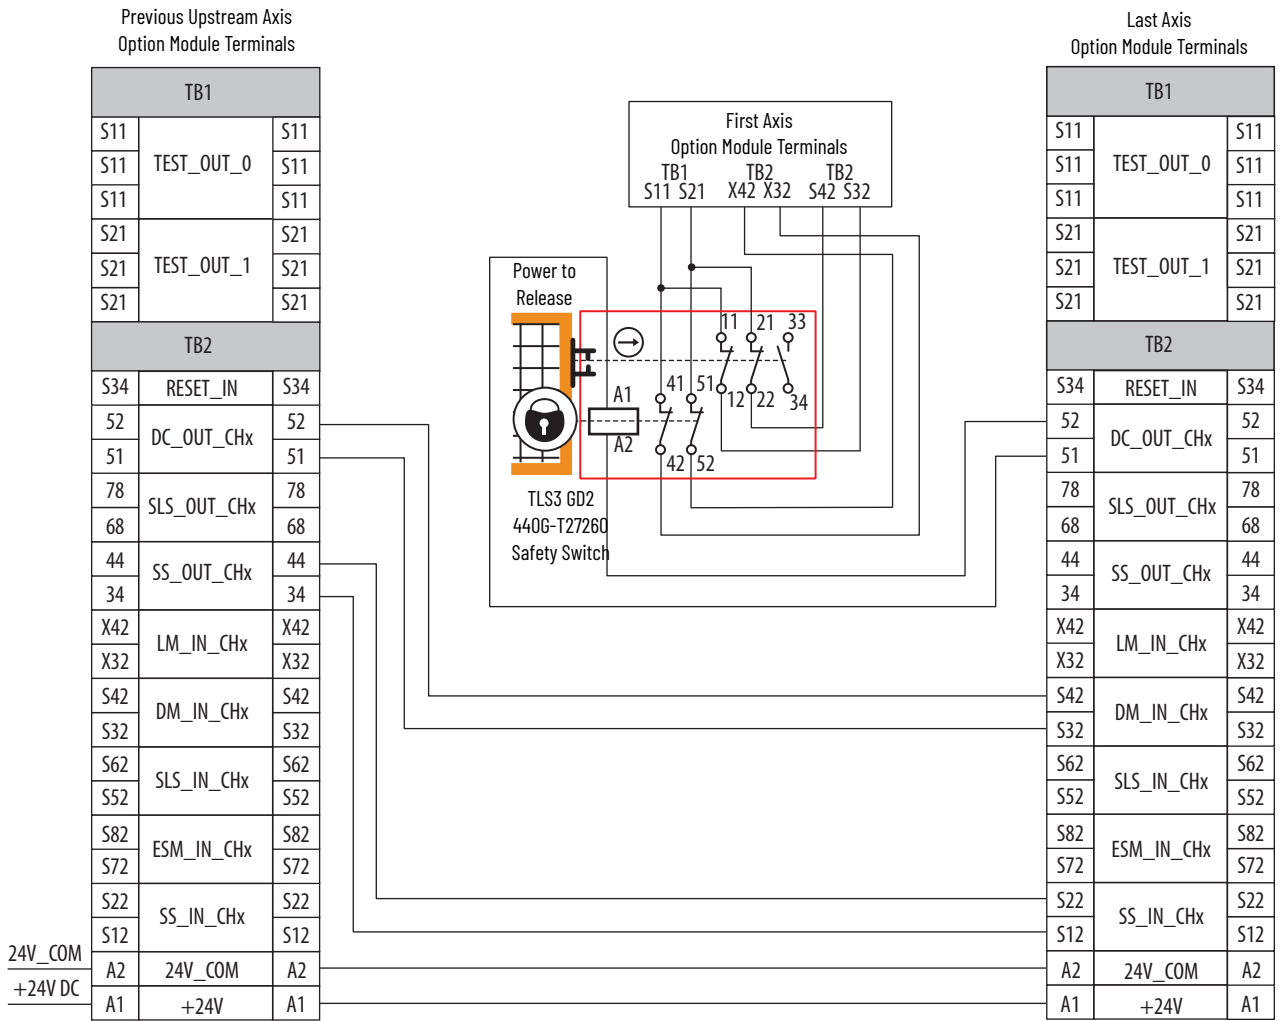 Previous Upstream Axis
Option Module Terminals
TB1
S11 S11
S11 TEST_OUT_0 S11
S11 S11
S21 S21
S21 TEST_OUT_1 S21
S21 S21
TB2
S34 RESET_IN S34
52 52
DC_OUT_CHx
51 51
78 78
SLS_OUT_CHx
68 68
44 44
SS_OUT_CHx
34 34
X42 X42
LM_IN_CHx
X32 X32
S42 S42
DM_IN_CHx
S32 S32
S62 S62
SLS_IN_CHx
S52 S52
S82 S82
ESM_IN_CHx
S72 S72
S22 S22
SS_IN_CHx
S12 S12
24V_COM
A2 24V_COM A2
+24V DC
A1 +24V A1
First Axis
Option Module Terminals
TB1 TB2 TB2
S11 S21 X42 X32 S42 S32
Power to
Release
11 21 33
12 22 34
A1 41 51
A2 42 52
TLS3 GD2
440G-T27260
Safety Switch
Last Axis
Option Module Terminals
TB1
S11 S11
S11 TEST_OUT_0 S11
S11 S11
S21 S21
S21 TEST_OUT_1 S21
S21 S21
TB2
S34 RESET_IN S34
52 52
DC_OUT_CHx
51 51
78 78
SLS_OUT_CHx
68 68
44 44
SS_OUT_CHx
34 34
X42 X42
LM_IN_CHx
X32 X32
S42 S42
DM_IN_CHx
S32 S32
S62 S62
SLS_IN_CHx
S52 S52
S82 S82
ESM_IN_CHx
S72 S72
S22 S22
SS_IN_CHx
S12 S12
A2 24V_COM A2
A1 +24V A1